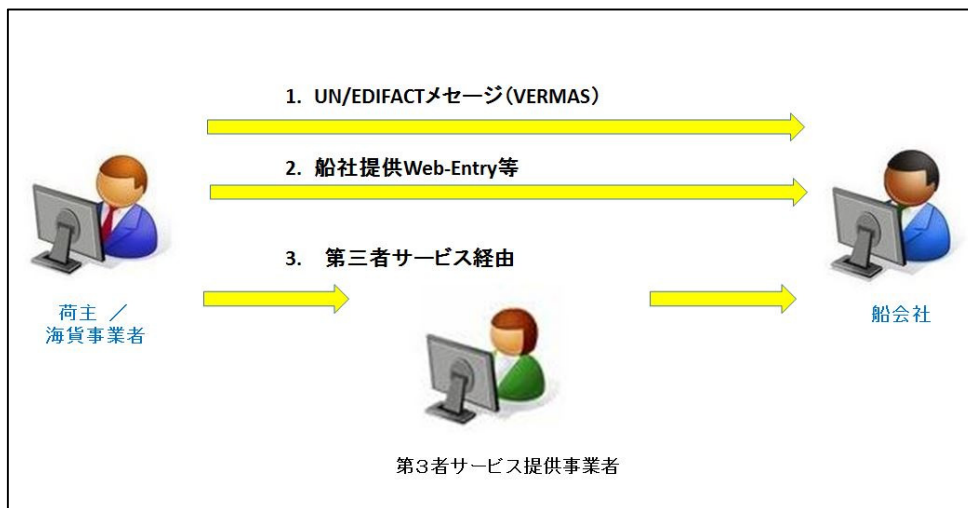 1. UN/EDIFACTメセージ(VERMAS)
2. 船社提供Web-Entry等
3. 第三者サービス経由
荷主 /
海貨事業者
船会社
第3者サービス提供事業者